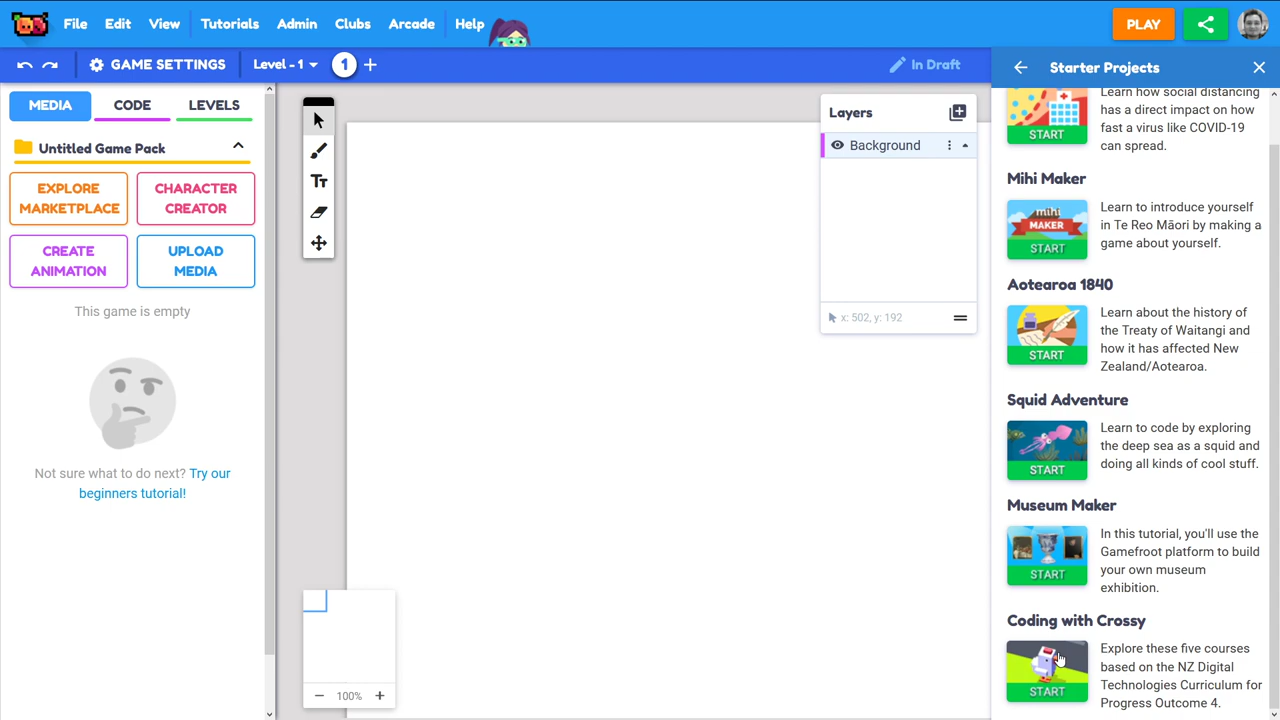 File Edit View Tutorials Admin Clubs Arcade Help PLAY
GAME SETTINGS Level - 1 1 + In Draft
Starter Projects
MEDIA CODE LEVELS
Untitled Game Pack
EXPLORE
MARKETPLACE
CHARACTER
CREATOR
CREATE
ANIMATION
UPLOAD
MEDIA
This game is empty
Not sure what to do next? Try our
beginners tutorial!
Tт
100%
Layers
Background
x: 502, y: 192
START
Learn how social distancing
has a direct impact on how
fast a virus like COVID-19
can spread.
Mihi Maker
mihi
MAKER
START
Learn to introduce yourself
in Te Reo Māori by making a
game about yourself.
Aotearoa 1840
START
Learn about the history of
the Treaty of Waitangi and
how it has affected New
Zealand/Aotearoa.
Squid Adventure
START
Learn to code by exploring
the deep sea as a squid and
doing all kinds of cool stuff.
Museum Maker
START
In this tutorial, you'll use the
Gamefroot platform to build
your own museum
exhibition.
Coding with Crossy
START
Explore these five courses
based on the NZ Digital
Technologies Curriculum for
Progress Outcome 4.